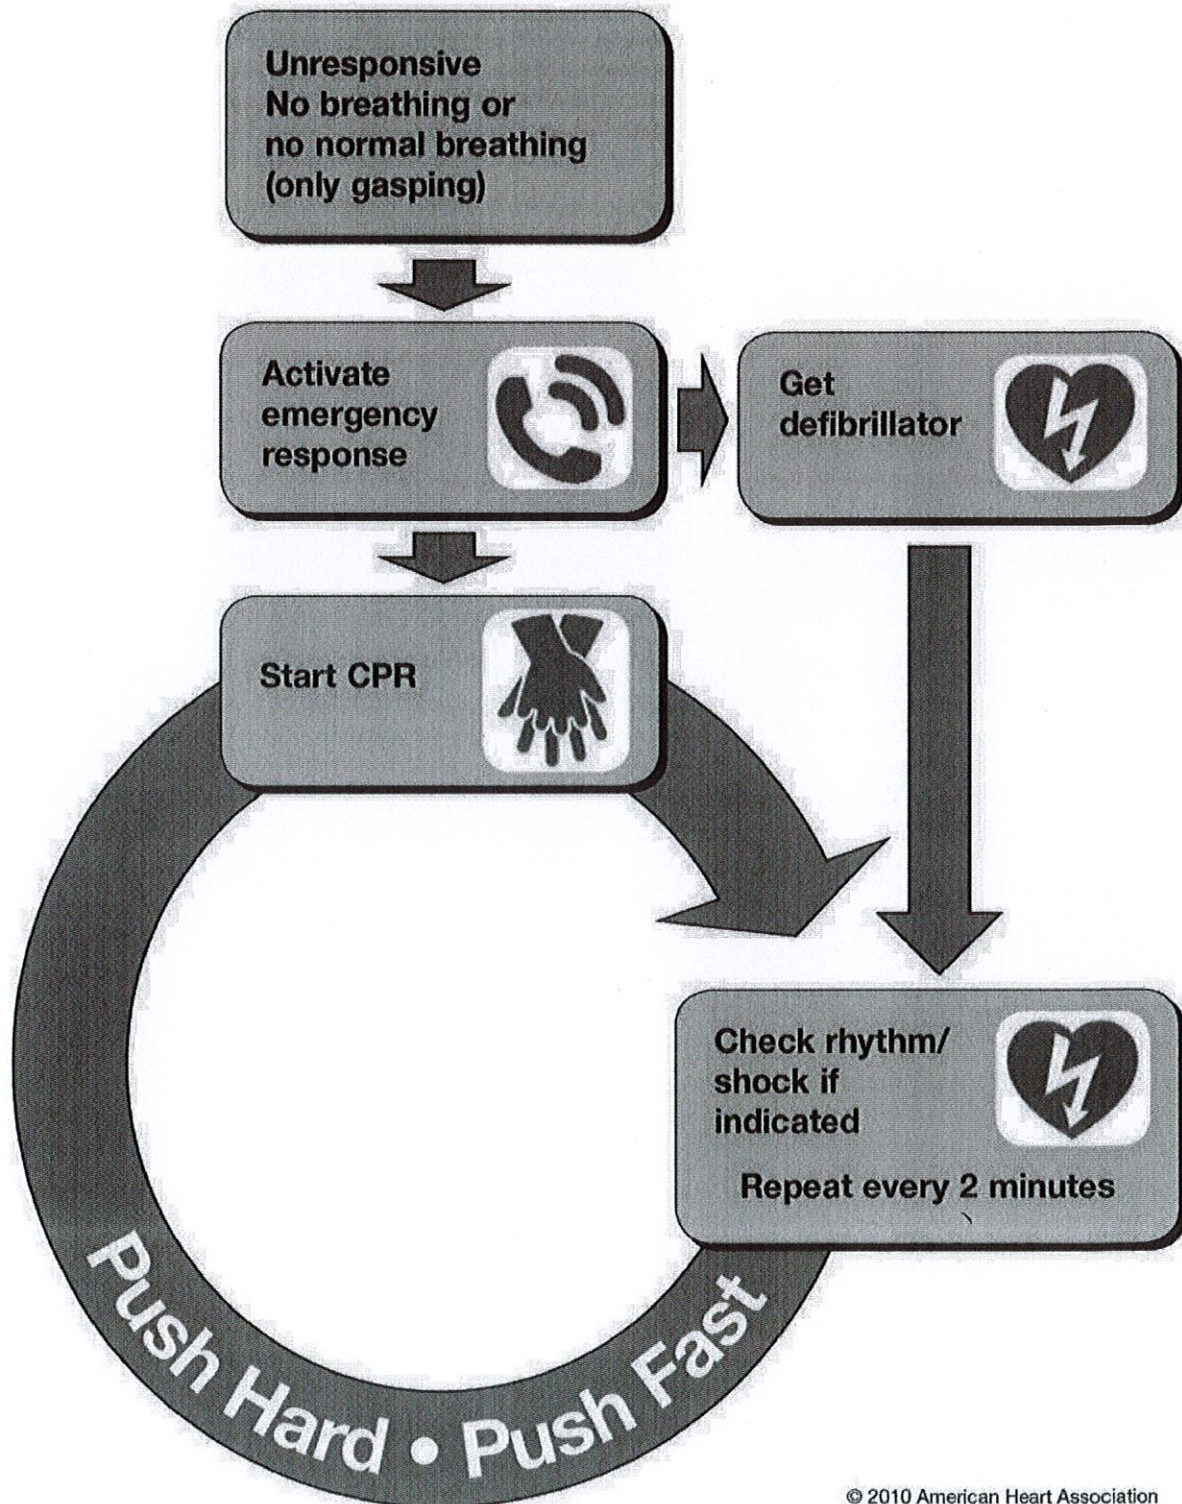 Unresponsive
No breathing or
no normal breathing
(only gasping)
Activate
emergency
response
Get
defibrillator
Start CPR
Check rhythm/
shock if
indicated
Repeat every 2 minutes
Push Hard • Push Fast
© 2010 American Heart Association